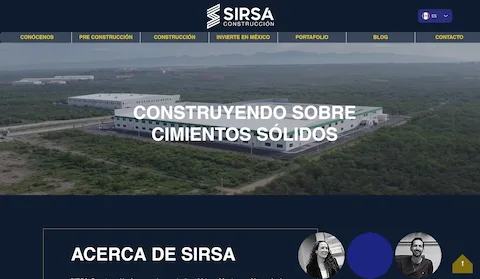 SIRSA
CONSTRUCCIÓN
ES
CONÓCENOS PRE CONSTRUCCIÓN CONSTRUCCIÓN INVIERTE EN MÉXICO PORTAFOLIO BLOG CONTACTO
CONSTRUYENDO SOBRE
CIMIENTOS SÓLIDOS
ACERCA DE SIRSA